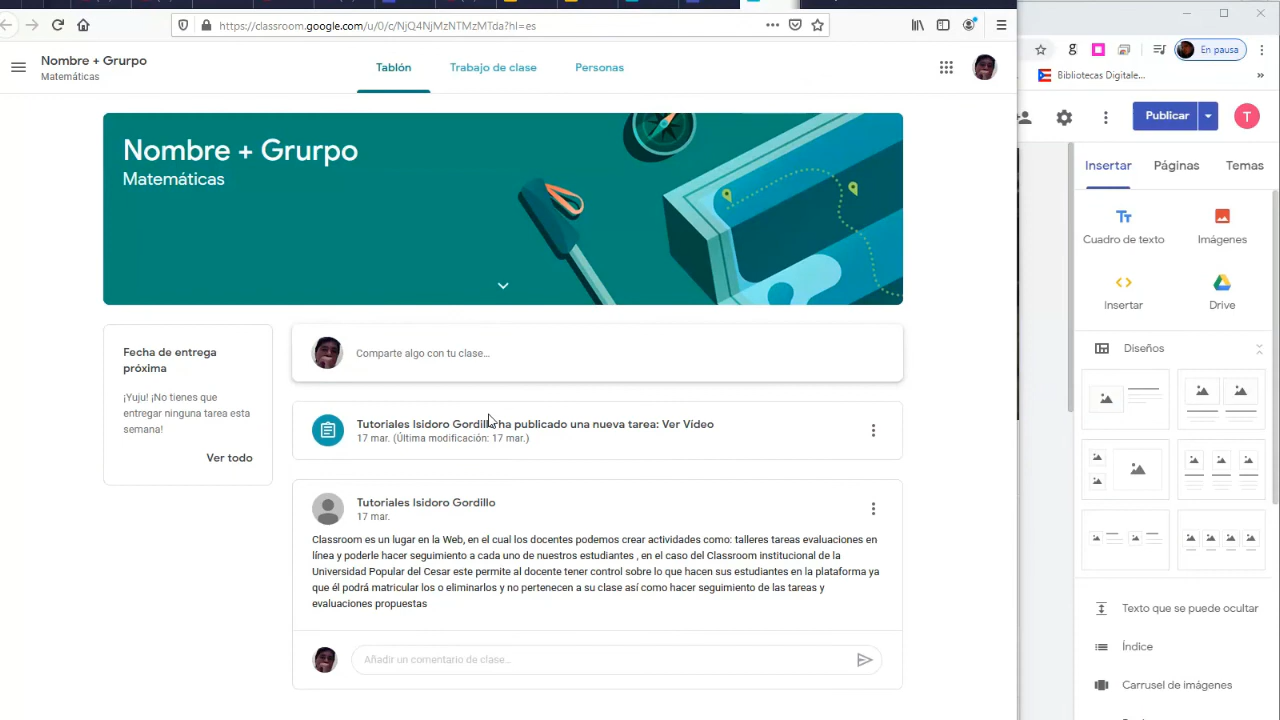 https://classroom.google.com/u/0/c/NjQ4NjMzNTMzMTda?hl=es
En pausa
Bibliotecas Digitale...
Nombre + Grurpo
Matemáticas
Tablón
Trabajo de clase
Personas
Publicar
T
Insertar
Páginas
Temas
Nombre + Grurpo
Matemáticas
Cuadro de texto
Imágenes
Insertar
Drive
Diseños
Fecha de entrega
próxima
¡Yuju! ¡No tienes que
entregar ninguna tarea esta
semana!
Ver todo
Comparte algo con tu clase...
Tutoriales Isidoro Gordillo ha publicado una nueva tarea: Ver Vídeo
17 mar. (Última modificación: 17 mar.)
Tutoriales Isidoro Gordillo
17 mar.
Classroom es un lugar en la Web, en el cual los docentes podemos crear actividades como: talleres tareas evaluaciones en
línea y poderle hacer seguimiento a cada uno de nuestros estudiantes , en el caso del Classroom institucional de la
Universidad Popular del Cesar este permite al docente tener control sobre lo que hacen sus estudiantes en la plataforma ya
que él podrá matricular los o eliminarlos y no pertenecen a su clase así como hacer seguimiento de las tareas y
evaluaciones propuestas
Añadir un comentario de clase...
Texto que se puede ocultar
Índice
Carrusel de imágenes